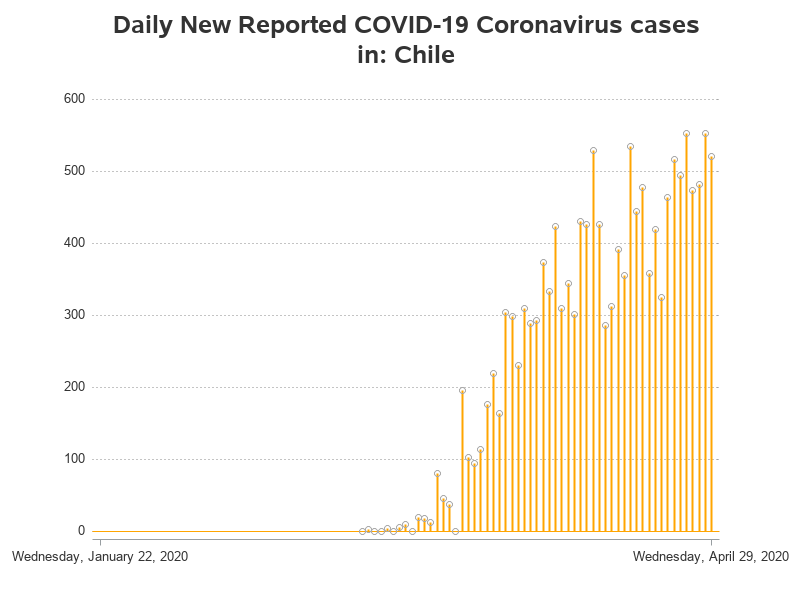 Daily New Reported COVID-19 Coronavirus cases
in: Chile
600
500
400
300
200
100
0
Wednesday, January 22, 2020
Wednesday, April 29, 2020